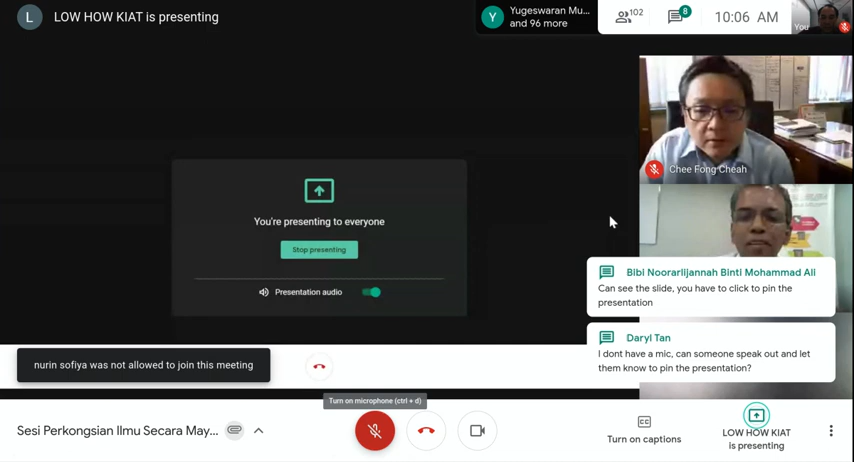 L
LOW HOW KIAT is presenting
Y
Yugeswaran Mu...
and 96 more
102
8
10:06 AM
You
Chee Fong Cheah
You're presenting to everyone
Stop presenting
Presentation audio
Bibi Noorarlijannah Binti Mohammad Ali
Can see the slide, you have to click to pin the
presentation
Daryl Tan
I dont have a mic, can someone speak out and let
them know to pin the presentation?
nurin sofiya was not allowed to join this meeting
Turn on microphone (ctrl + d)
Sesi Perkongsian Ilmu Secara May...
Turn on captions
LOW HOW KIAT
is presenting